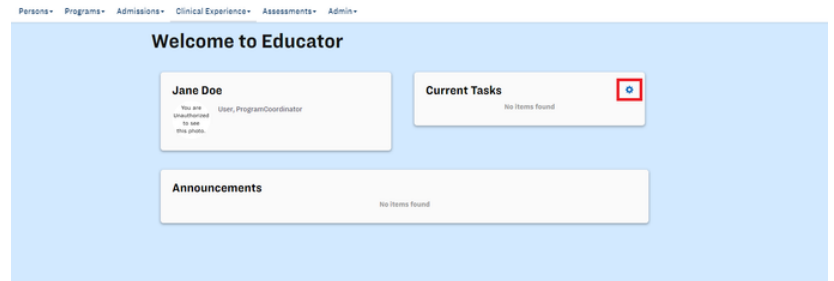 Persons Programs Admissions Clinical Experience Assessments Admin
Welcome to Educator
Jane Doe
You are
Unauthorized
to see
this photo.
User, ProgramCoordinator
Current Tasks
No items found
Announcements
No items found